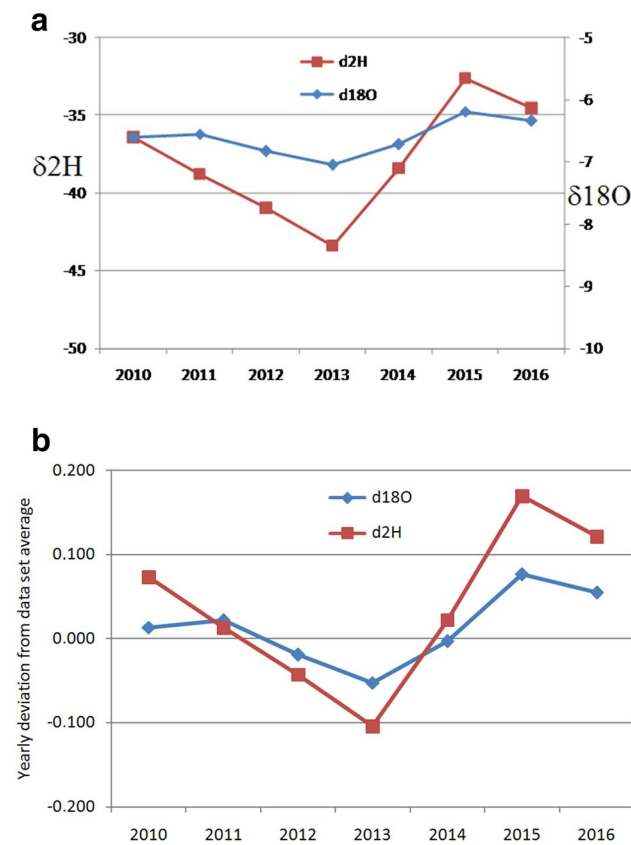 a
-30
-35
-40
-45
-50
δ2H
d2H
d18O
-5
-6
-7
-8
-9
-10
δ18O
2010 2011 2012 2013 2014 2015 2016
b
Yearly deviation from data set average
0.200
0.100
0.000
-0.100
-0.200
d18O
d2H
2010 2011 2012 2013 2014 2015 2016